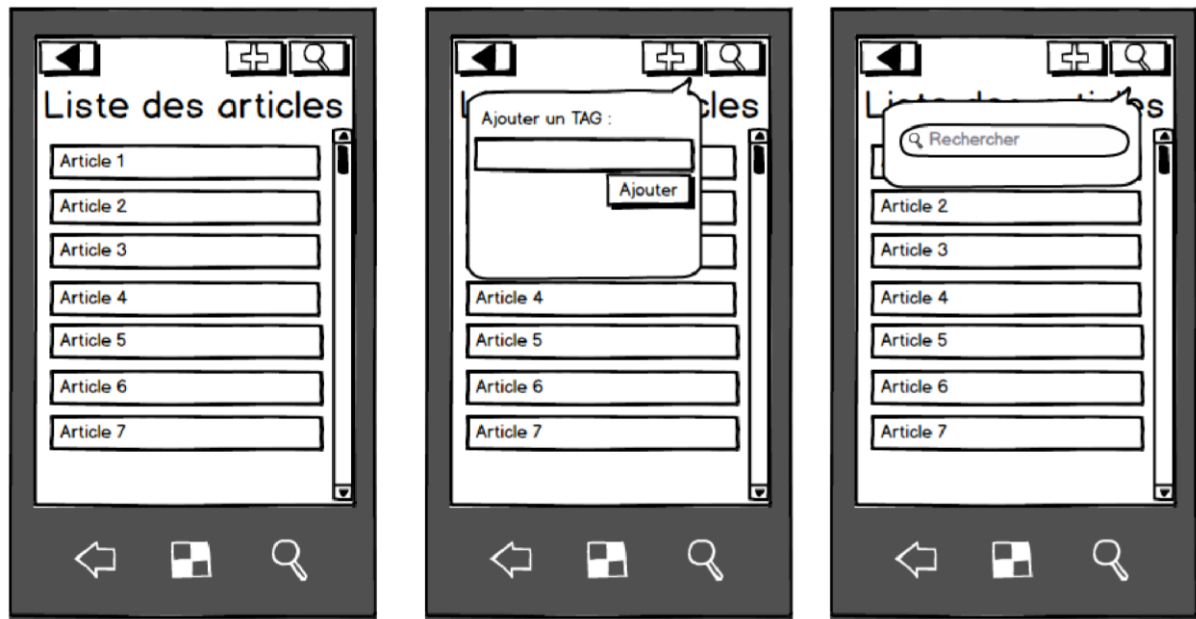 Liste des articles
Article 1
Article 2
Article 3
Article 4
Article 5
Article 6
Article 7
cles
Ajouter un TAG :
Ajouter
Article 4
Article 5
Article 6
Article 7
Rechercher
Article 2
Article 3
Article 4
Article 5
Article 6
Article 7